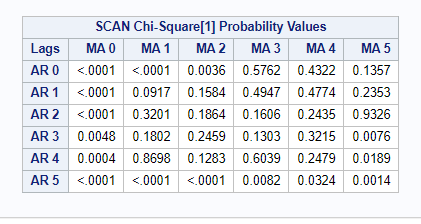 SCAN Chi-Square[1] Probability Values
Lags MA 0 MA 1 MA 2 MA 3 MA 4 MA 5
AR 0 <.0001 <.0001 0.0036 0.5762 0.4322 0.1357
AR 1 <.0001 0.0917 0.1584 0.4947 0.4774 0.2353
AR 2 <.0001 0.3201 0.1864 0.1606 0.2435 0.9326
AR 3 0.0048 0.1802 0.2459 0.1303 0.3215 0.0076
AR 4 0.0004 0.8698 0.1283 0.6039 0.2479 0.0189
AR 5 <.0001 <.0001 <.0001 0.0082 0.0324 0.0014